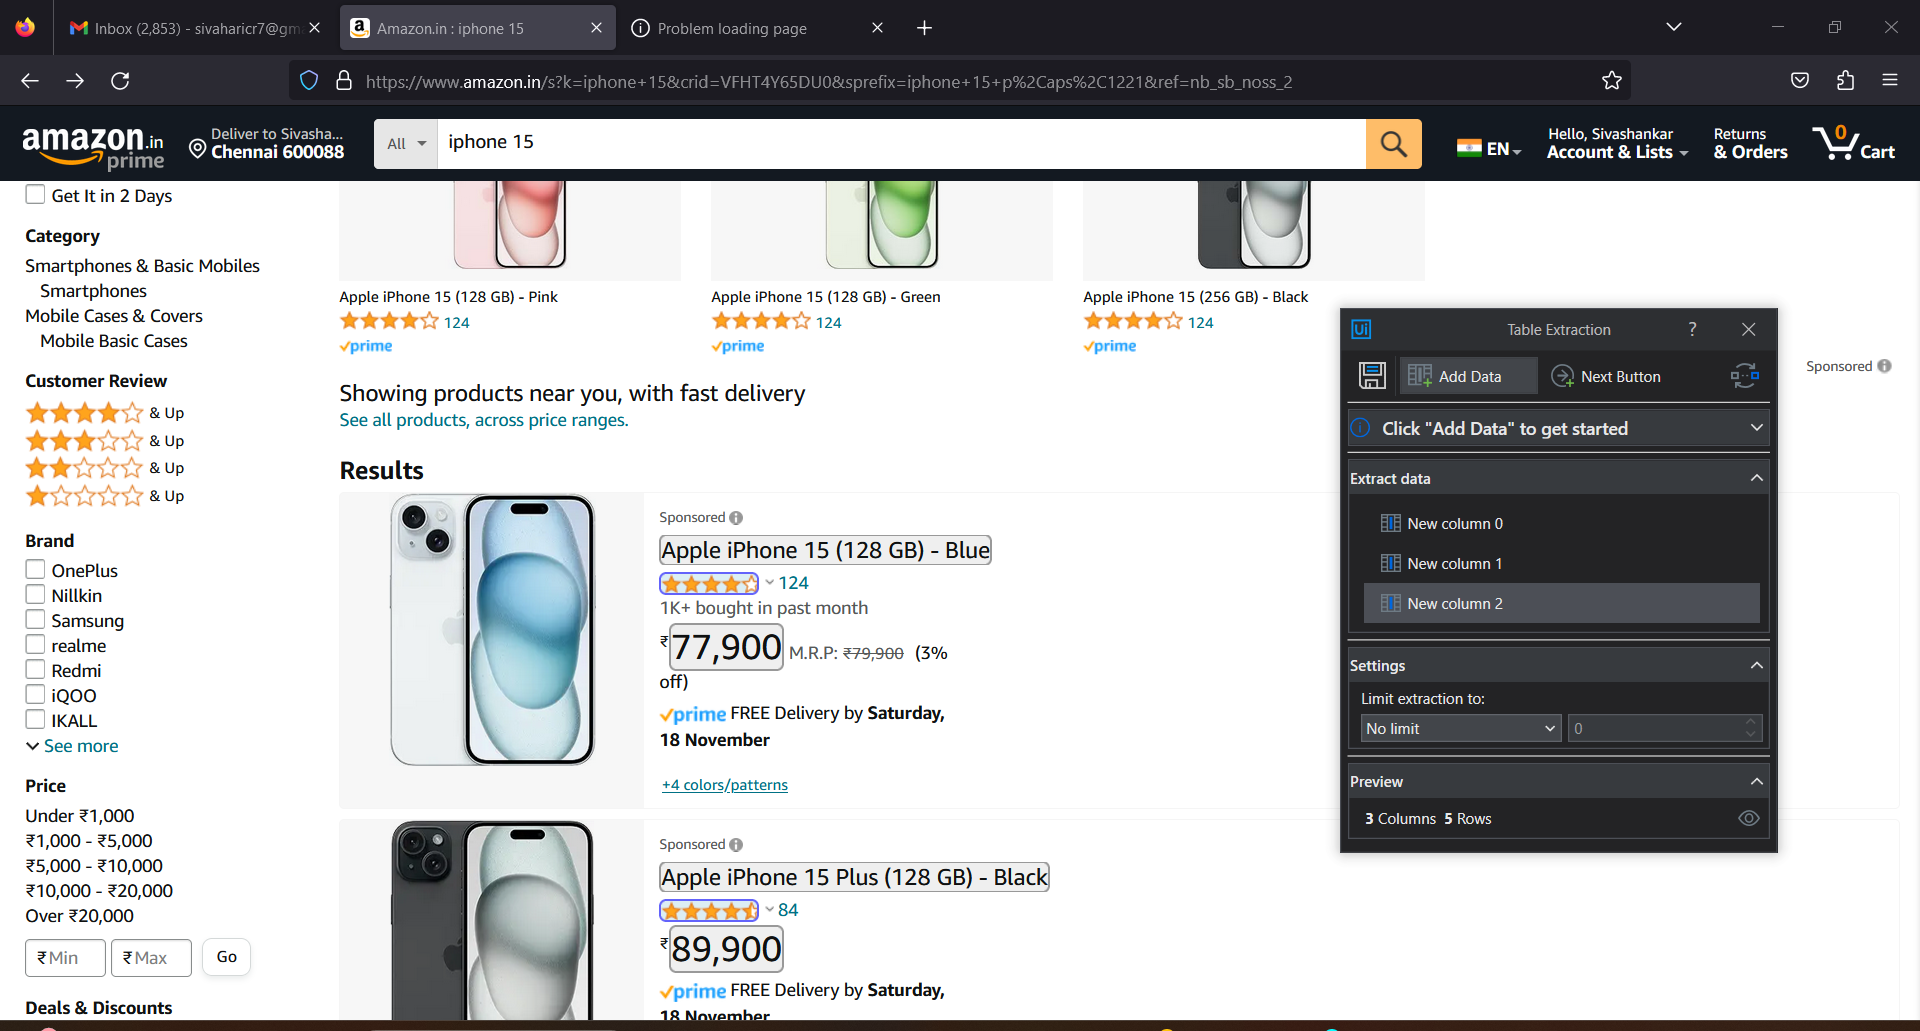 Inbox (2,853) - sivaharicr7@gm
Amazon.in : iphone 15
Problem loading page
https://www.amazon.in/s?k=iphone+15&crid=VFHT4Y65DU0&sprefix=iphone+15+p%2Caps%2C1221&ref=nb_sb_noss_2
amazon.in
prime
Deliver to Sivasha...
Chennai 600088
All
iphone 15
EN
Hello, Sivashankar
Account & Lists
Returns
& Orders
0
Cart
Get It in 2 Days
Category
Smartphones & Basic Mobiles
Smartphones
Mobile Cases & Covers
Mobile Basic Cases
Customer Review
& Up
& Up
& Up
& Up
Brand
OnePlus
Nillkin
Samsung
realme
Redmi
iQOO
IKALL
See more
Price
Under ₹1,000
₹1,000 - ₹5,000
₹5,000 - ₹10,000
₹10,000 - ₹20,000
Over ₹20,000
₹Min
₹Max
Go
Deals & Discounts
Apple iPhone 15 (128 GB) - Pink
124
prime
Apple iPhone 15 (128 GB) - Green
124
prime
Apple iPhone 15 (256 GB) - Black
124
prime
Sponsored
Showing products near you, with fast delivery
See all products, across price ranges.
Results
Sponsored
Apple iPhone 15 (128 GB) - Blue
124
1K+ bought in past month
₹77,900 M.R.P: ₹79,900 (3%
off)
prime FREE Delivery by Saturday,
18 November
+4 colors/patterns
Sponsored
Apple iPhone 15 Plus (128 GB) - Black
84
₹89,900
prime FREE Delivery by Saturday,
18 November
Ui
Table Extraction
?
Add Data
Next Button
Click "Add Data" to get started
Extract data
New column 0
New column 1
New column 2
Settings
Limit extraction to:
No limit
0
Preview
3 Columns 5 Rows